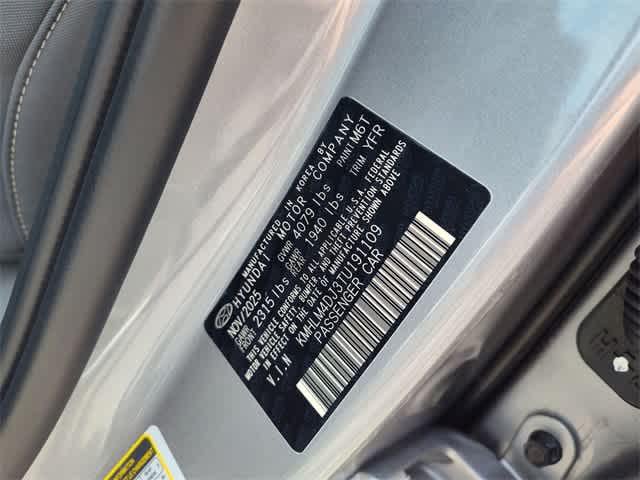 MANUFACTURED IN KOREA BY
HYUNDAI MOTOR COMPANY
NOV/2025 GVWR 4079 lbs PAINT M6T
GAWR FRONT 2315 lbs GAWR REAR 1940 lbs TRIM YFR
THIS VEHICLE CONFORMS TO ALL APPLICABLE U.S.A. FEDERAL
MOTOR VEHICLE SAFETY, BUMPER, AND THEFT PREVENTION STANDARDS
IN EFFECT ON THE DATE OF MANUFACTURE SHOWN ABOVE
V.I.N KMHLM4DJ3TU191109
PASSENGER CAR